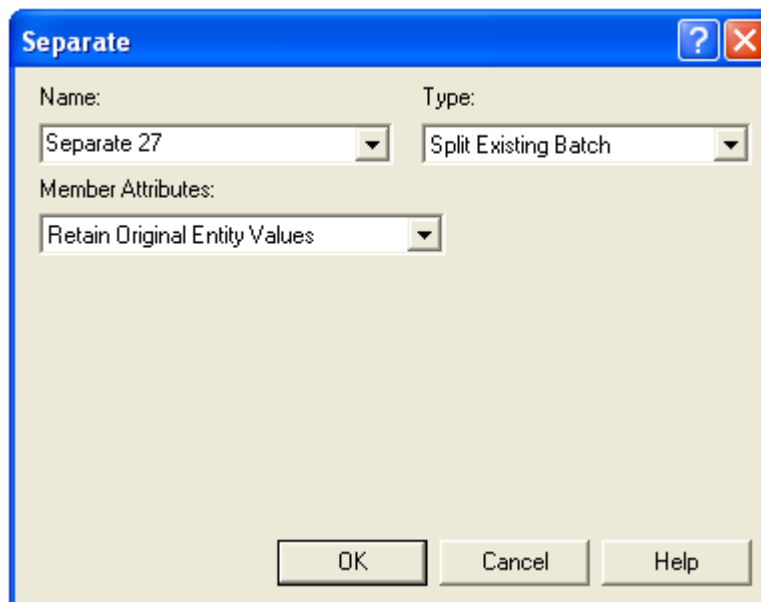 Separate
Name:
Type:
Separate 27
Split Existing Batch
Member Attributes:
Retain Original Entity Values
OK
Cancel
Help